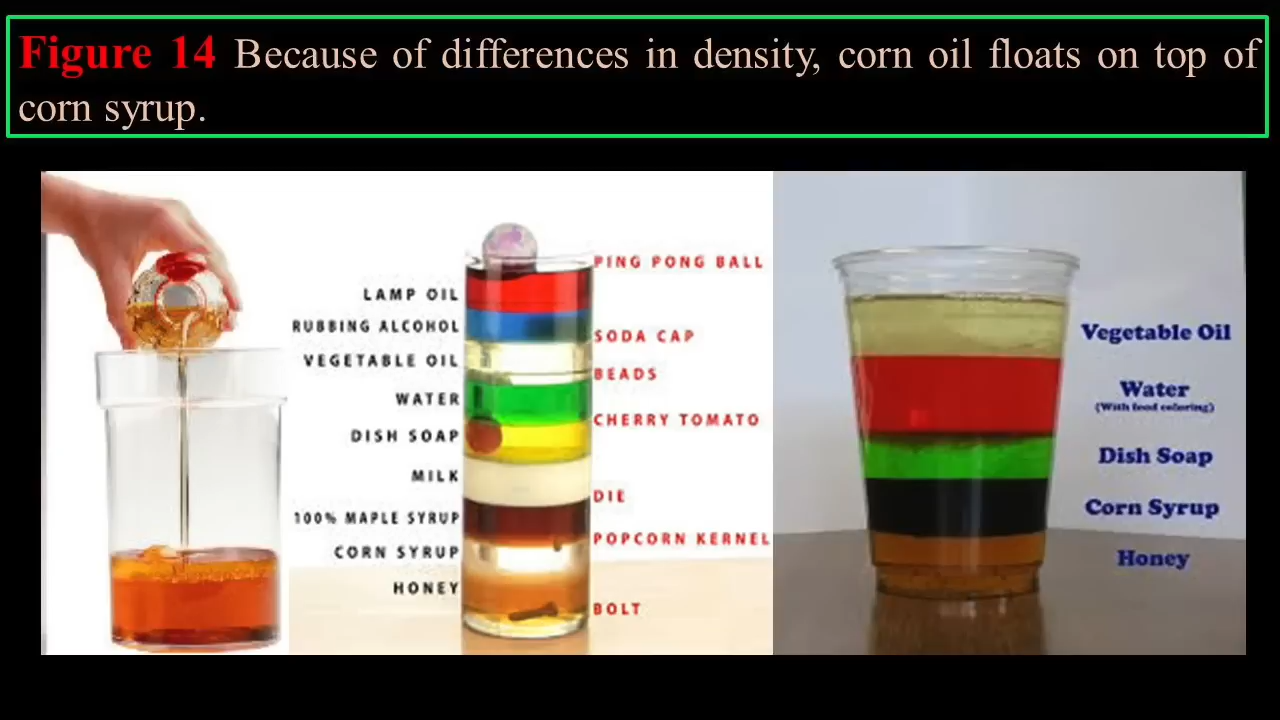 Figure 14 Because of differences in density, corn oil floats on top of
corn syrup.
LAMP OIL
RUBBING ALCOHOL
VEGETABLE OIL
WATER
DISH SOAP
MILK
100% MAPLE SYRUP
CORN SYRUP
HONEY
PING PONG BALL
SODA CAP
BEADS
CHERRY TOMATO
DIE
POPCORN KERNEL
BOLT
Vegetable Oil
Water
(With food coloring)
Dish Soap
Corn Syrup
Honey